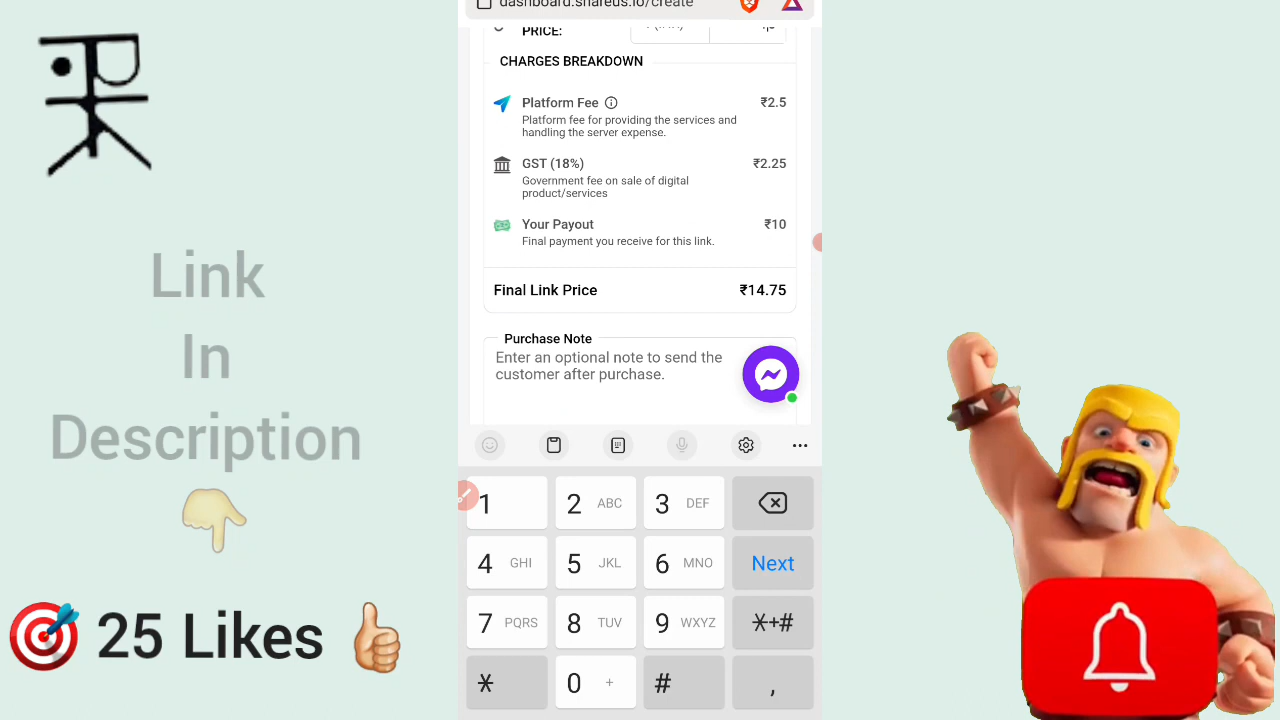 dashboard.shareus.io/create
PRICE:
CHARGES BREAKDOWN
Platform Fee ₹2.5
Platform fee for providing the services and
handling the server expense.
GST (18%) ₹2.25
Government fee on sale of digital
product/services
Your Payout ₹10
Final payment you receive for this link.
Final Link Price ₹14.75
Purchase Note
Enter an optional note to send the
customer after purchase.
1 2 ABC 3 DEF
4 GHI 5 JKL 6 MNO Next
7 PQRS 8 TUV 9 WXYZ *+#
* 0 + # ,
Link
In
Description
25 Likes